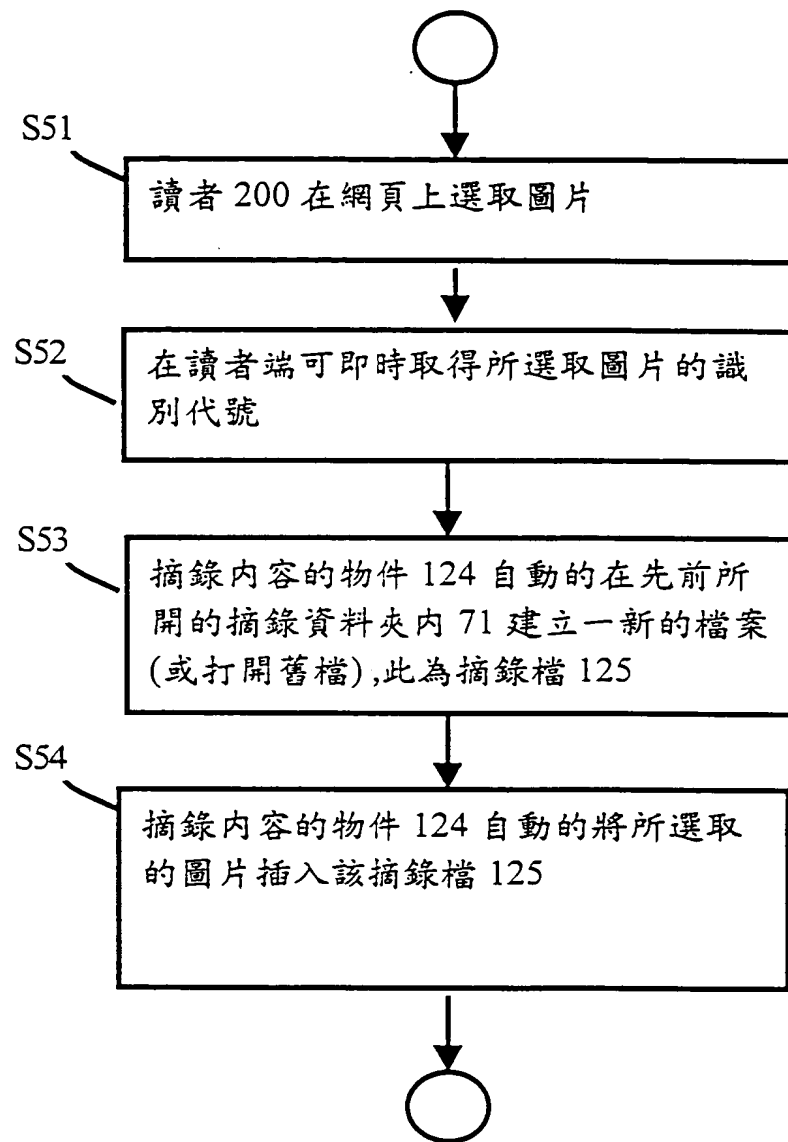 S51
讀者 200 在網頁上選取圖片
S52
在讀者端可即時取得所選取圖片的識
別代號
S53
摘錄內容的物件 124 自動的在先前所
開的摘錄資料夾內 71 建立一新的檔案
(或打開舊檔),此為摘錄檔 125
S54
摘錄內容的物件 124 自動的將所選取
的圖片插入該摘錄檔 125